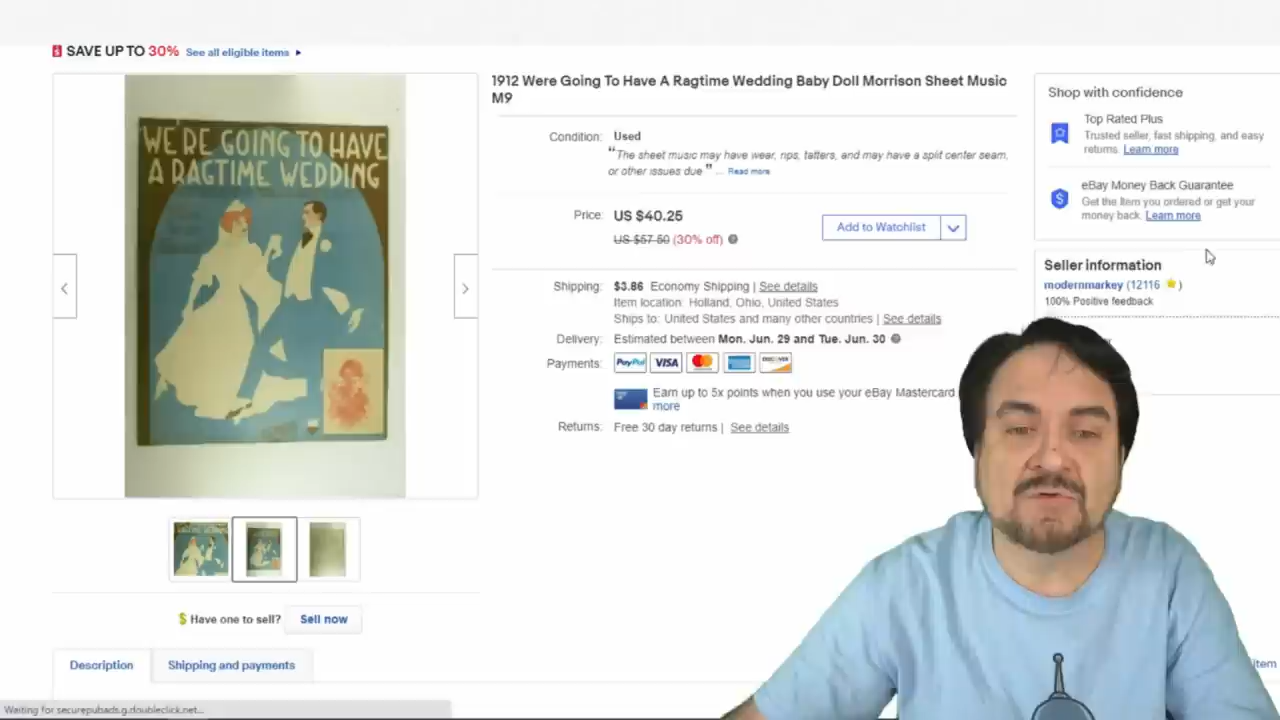 SAVE UP TO 30% See all eligible items
1912 Were Going To Have A Ragtime Wedding Baby Doll Morrison Sheet Music
M9
Condition: Used
"The sheet music may have wear, rips, tatters, and may have a split center seam,
or other issues due " ... Read more
Price: US $40.25
US $57.50 (30% off)
Add to Watchlist
Shipping: $3.86 Economy Shipping | See details
Item location: Holland, Ohio, United States
Ships to: United States and many other countries | See details
Delivery: Estimated between Mon. Jun. 29 and Tue. Jun. 30
Payments: PayPal VISA DISCOVER
Earn up to 5x points when you use your eBay Mastercard
more
Returns: Free 30 day returns | See details
Shop with confidence
Top Rated Plus
Trusted seller, fast shipping, and easy
returns. Learn more
eBay Money Back Guarantee
Get the item you ordered or get your
money back. Learn more
Seller information
modernmarkey (12116 )
100% Positive feedback
WE'RE GOING TO HAVE
A RAGTIME WEDDING
$ Have one to sell? Sell now
Description Shipping and payments
item
Waiting for securepubads.g.doubleclick.net...